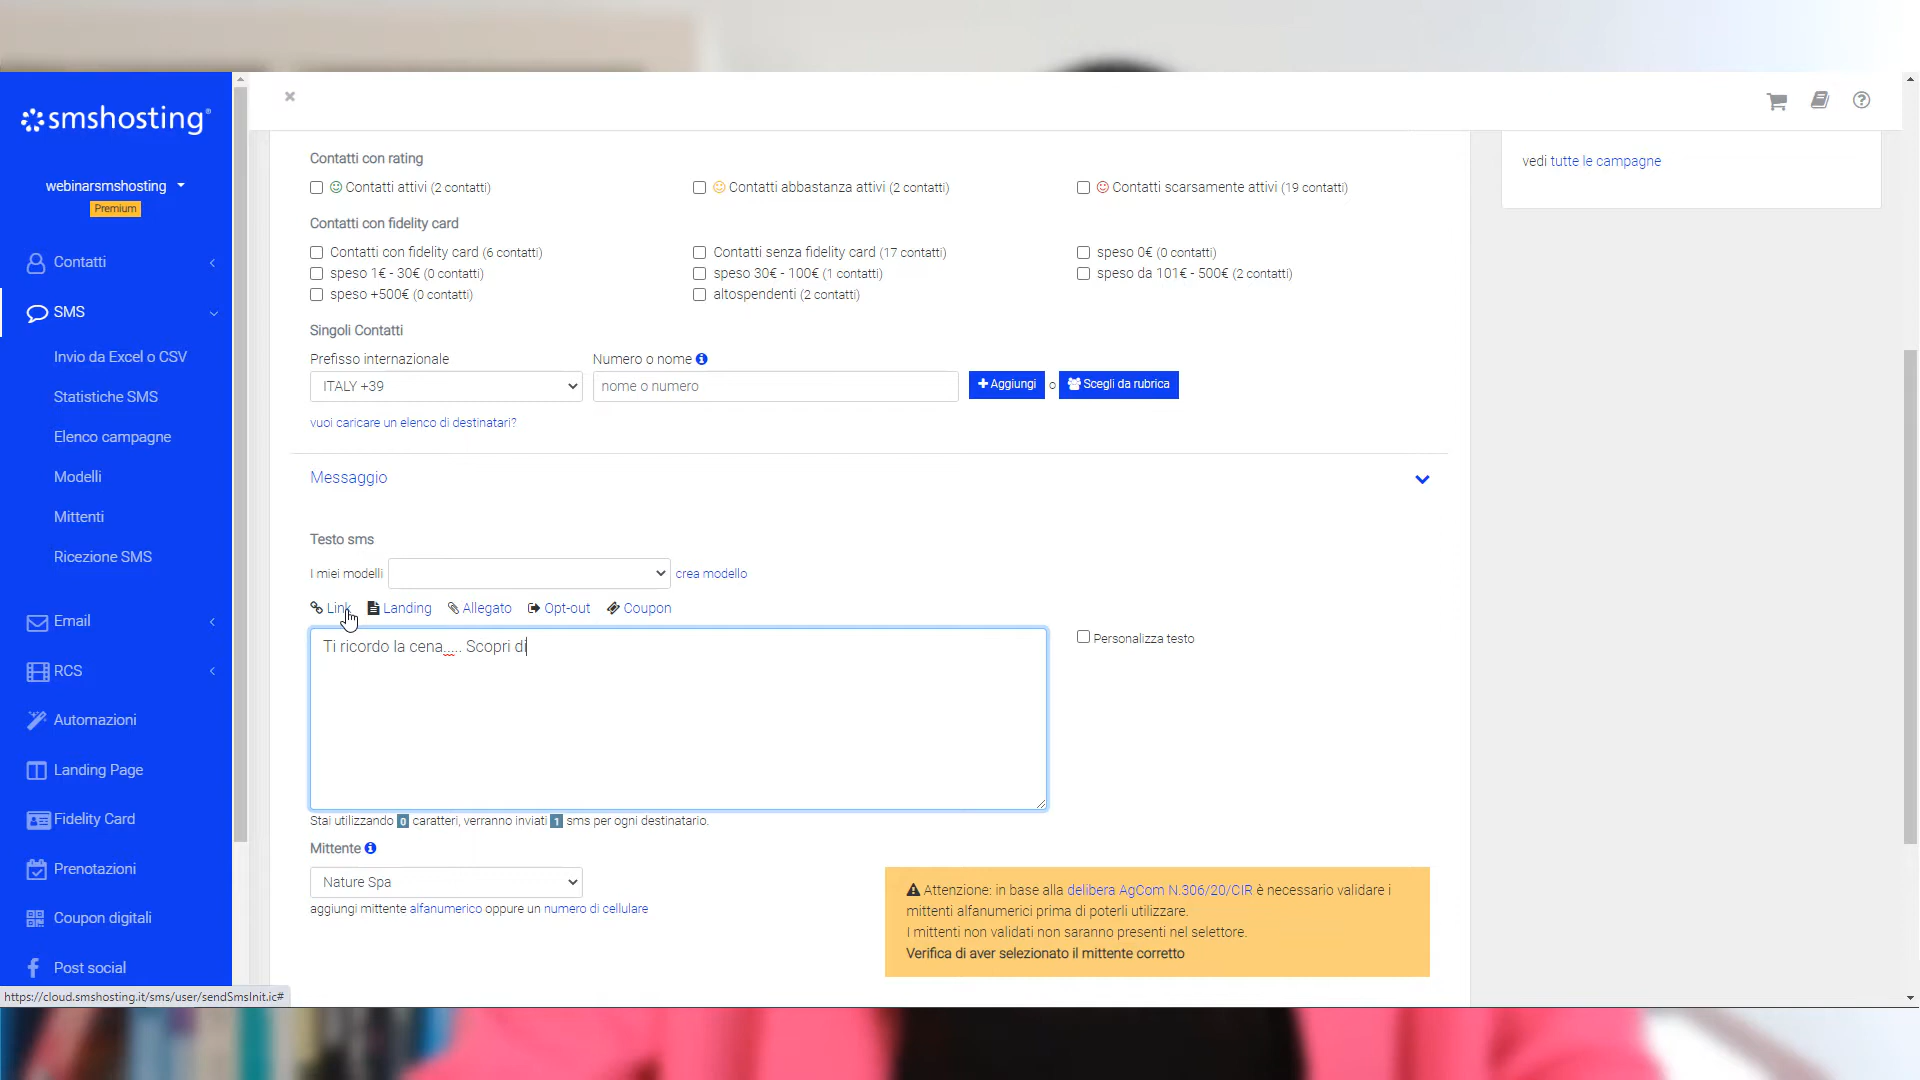 smshosting®
webinarsmshosting
Premium
Contatti
SMS
Invio da Excel o CSV
Statistiche SMS
Elenco campagne
Modelli
Mittenti
Ricezione SMS
Email
RCS
Automazioni
Landing Page
Fidelity Card
Prenotazioni
Coupon digitali
Post social
https://cloud.smshosting.it/sms/user/sendSmsInit.ic#
Contatti con rating
Contatti attivi (2 contatti)
Contatti abbastanza attivi (2 contatti)
Contatti scarsamente attivi (19 contatti)
Contatti con fidelity card
Contatti con fidelity card (6 contatti)
Contatti senza fidelity card (17 contatti)
speso 0€ (0 contatti)
speso 1€ - 30€ (0 contatti)
speso 30€ - 100€ (1 contatti)
speso da 101€ - 500€ (2 contatti)
speso +500€ (0 contatti)
altospendenti (2 contatti)
Singoli Contatti
Prefisso internazionale
Numero o nome
ITALY +39
nome o numero
Aggiungi
o
Scegli da rubrica
vuoi caricare un elenco di destinatari?
Messaggio
Testo sms
I miei modelli
crea modello
Link
Landing
Allegato
Opt-out
Coupon
Ti ricordo la cena..... Scopri di
Personalizza testo
Stai utilizzando 0 caratteri, verranno inviati 1 sms per ogni destinatario.
Mittente
Nature Spa
aggiungi mittente alfanumerico oppure un numero di cellulare
Attenzione: in base alla delibera AgCom N.306/20/CIR è necessario validare i
mittenti alfanumerici prima di poterli utilizzare.
I mittenti non validati non saranno presenti nel selettore.
Verifica di aver selezionato il mittente corretto
vedi tutte le campagne